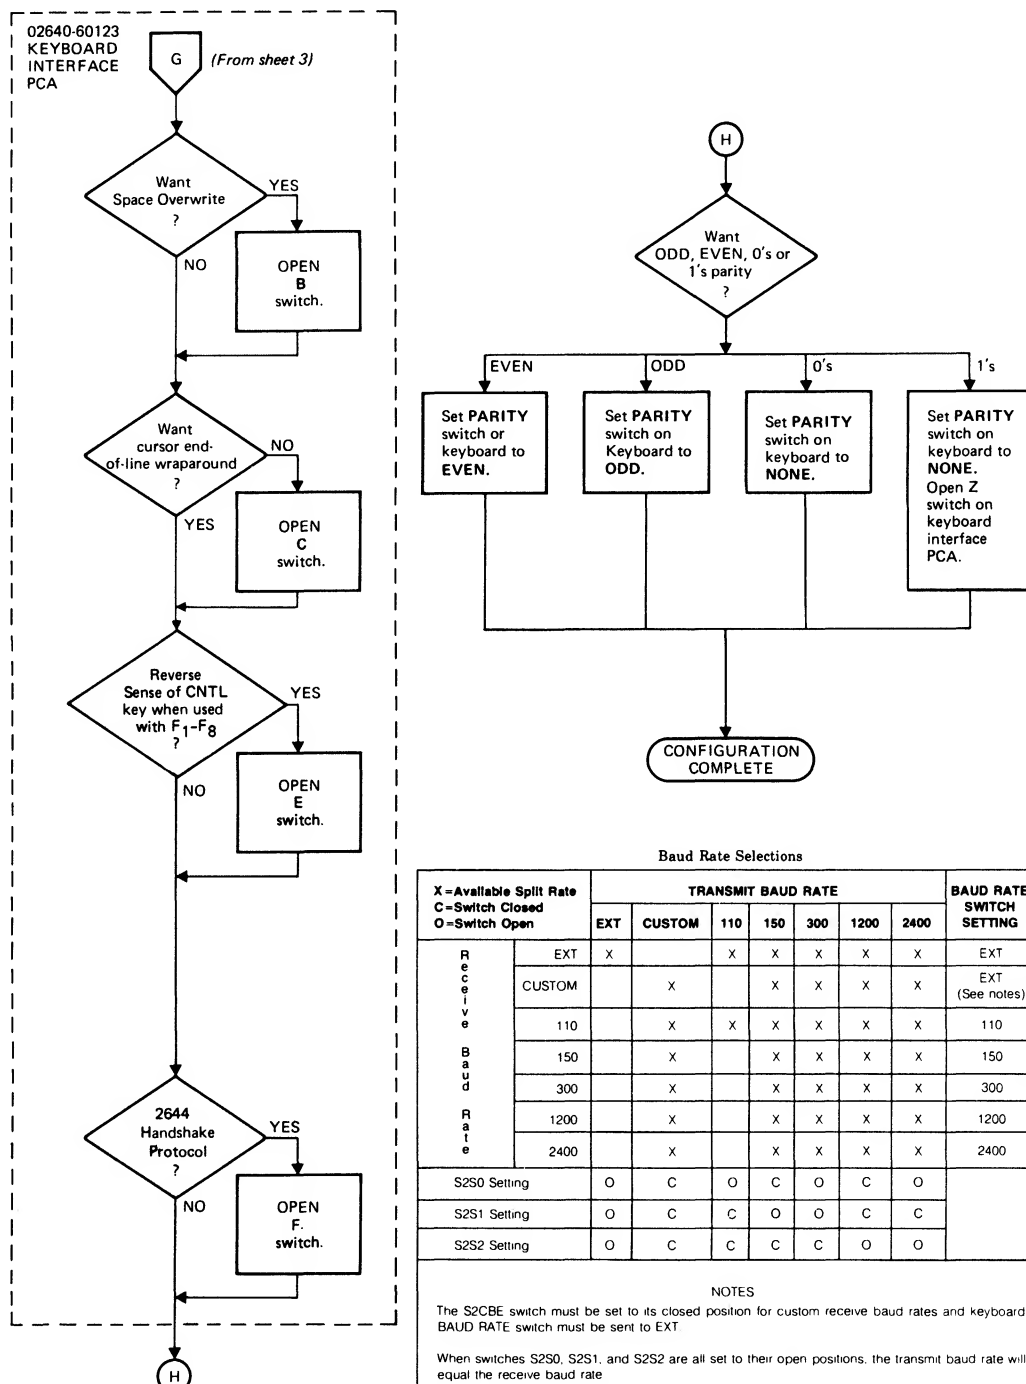 02640-60123
KEYBOARD
INTERFACE
PCA
G
(From sheet 3)
Want
Space Overwrite
?
YES
NO
OPEN
B
switch.
Want
cursor end-
of-line wraparound
?
NO
YES
OPEN
C
switch.
Reverse
Sense of CNTL
key when used
with F1-F8
?
YES
NO
OPEN
E
switch.
2644
Handshake
Protocol
?
YES
NO
OPEN
F.
switch.
H
H
Want
ODD, EVEN, 0's or
1's parity
?
EVEN
ODD
0's
1's
Set PARITY
switch or
keyboard to
EVEN.
Set PARITY
switch on
Keyboard to
ODD.
Set PARITY
switch on
keyboard to
NONE.
Set PARITY
switch on
keyboard to
NONE.
Open Z
switch on
keyboard
interface
PCA.
CONFIGURATION
COMPLETE
Baud Rate Selections
X=Available Split Rate
C=Switch Closed
O=Switch Open
TRANSMIT BAUD RATE
BAUD RATE
SWITCH
SETTING
EXT CUSTOM 110 150 300 1200 2400
Receive Baud Rate
EXT X X X X X X EXT
CUSTOM X X X X X EXT
(See notes)
110 X X X X X X 110
150 X X X X X 150
300 X X X X X 300
1200 X X X X X 1200
2400 X X X X X 2400
S2S0 Setting O C O C O C O
S2S1 Setting O C C O O C C
S2S2 Setting O C C C C O O
NOTES
The S2CBE switch must be set to its closed position for custom receive baud rates and keyboard
BAUD RATE switch must be sent to EXT.
When switches S2S0, S2S1, and S2S2 are all set to their open positions, the transmit baud rate will
equal the receive baud rate